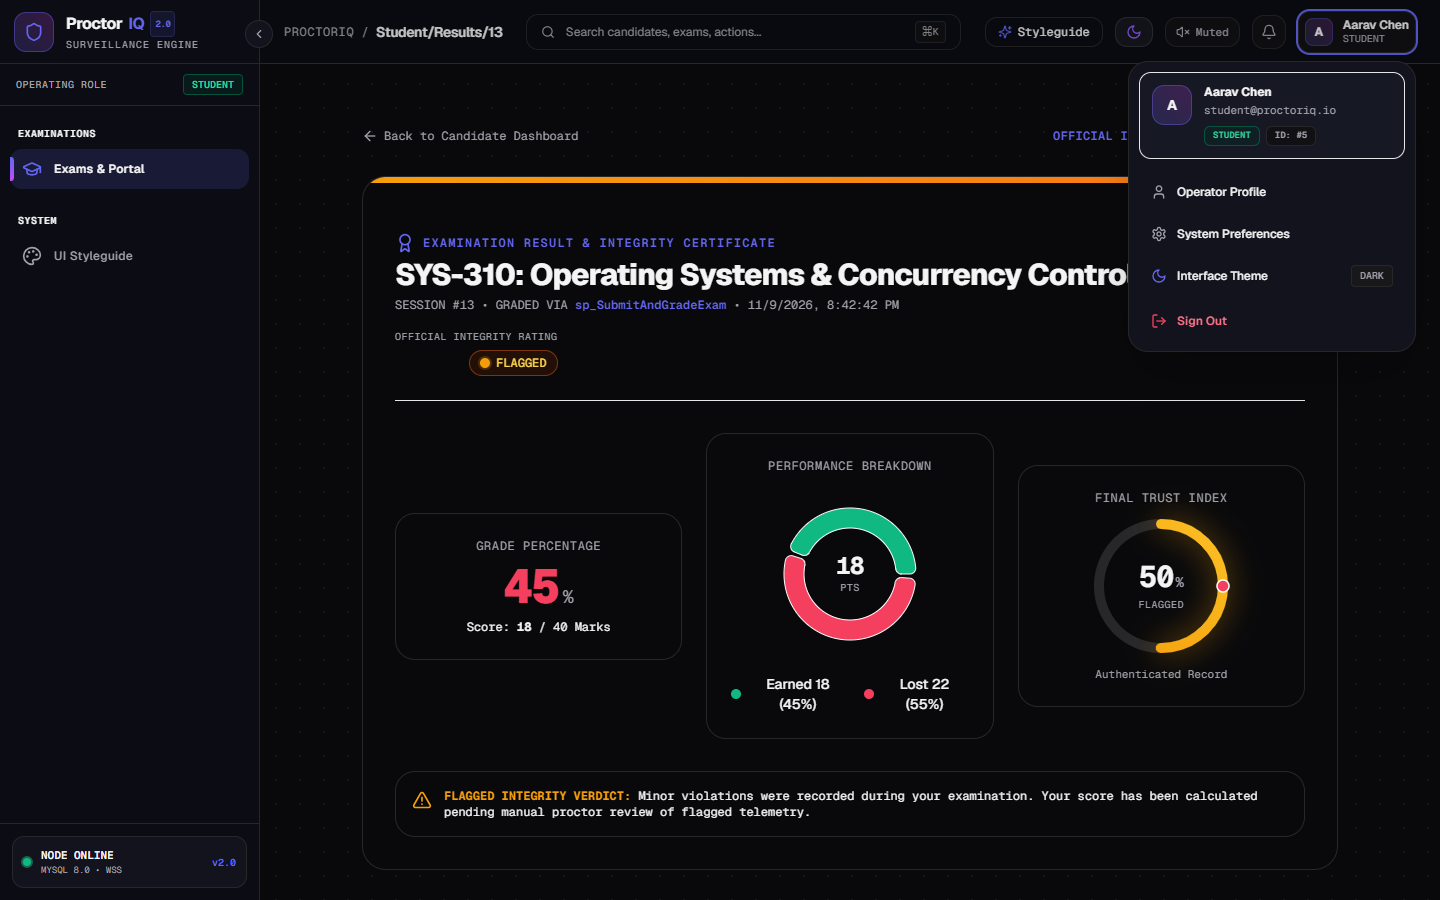 Proctor IQ 2.0
SURVEILLANCE ENGINE
OPERATING ROLE STUDENT
EXAMINATIONS
Exams & Portal
SYSTEM
UI Styleguide
NODE ONLINE
MYSQL 8.0 • WSS
v2.0
PROCTORIQ / Student/Results/13
Search candidates, exams, actions...
⌘K
Styleguide
Muted
A
Aarav Chen
STUDENT
A
Aarav Chen
student@proctoriq.io
STUDENT ID: #5
Operator Profile
System Preferences
Interface Theme DARK
Sign Out
Back to Candidate Dashboard
OFFICIAL
EXAMINATION RESULT & INTEGRITY CERTIFICATE
SYS-310: Operating Systems & Concurrency Control
SESSION #13 • GRADED VIA sp_SubmitAndGradeExam • 11/9/2026, 8:42:42 PM
OFFICIAL INTEGRITY RATING
FLAGGED
GRADE PERCENTAGE
45%
Score: 18 / 40 Marks
PERFORMANCE BREAKDOWN
18
PTS
Earned 18
(45%)
Lost 22
(55%)
FINAL TRUST INDEX
50%
FLAGGED
Authenticated Record
FLAGGED INTEGRITY VERDICT: Minor violations were recorded during your examination. Your score has been calculated
pending manual proctor review of flagged telemetry.